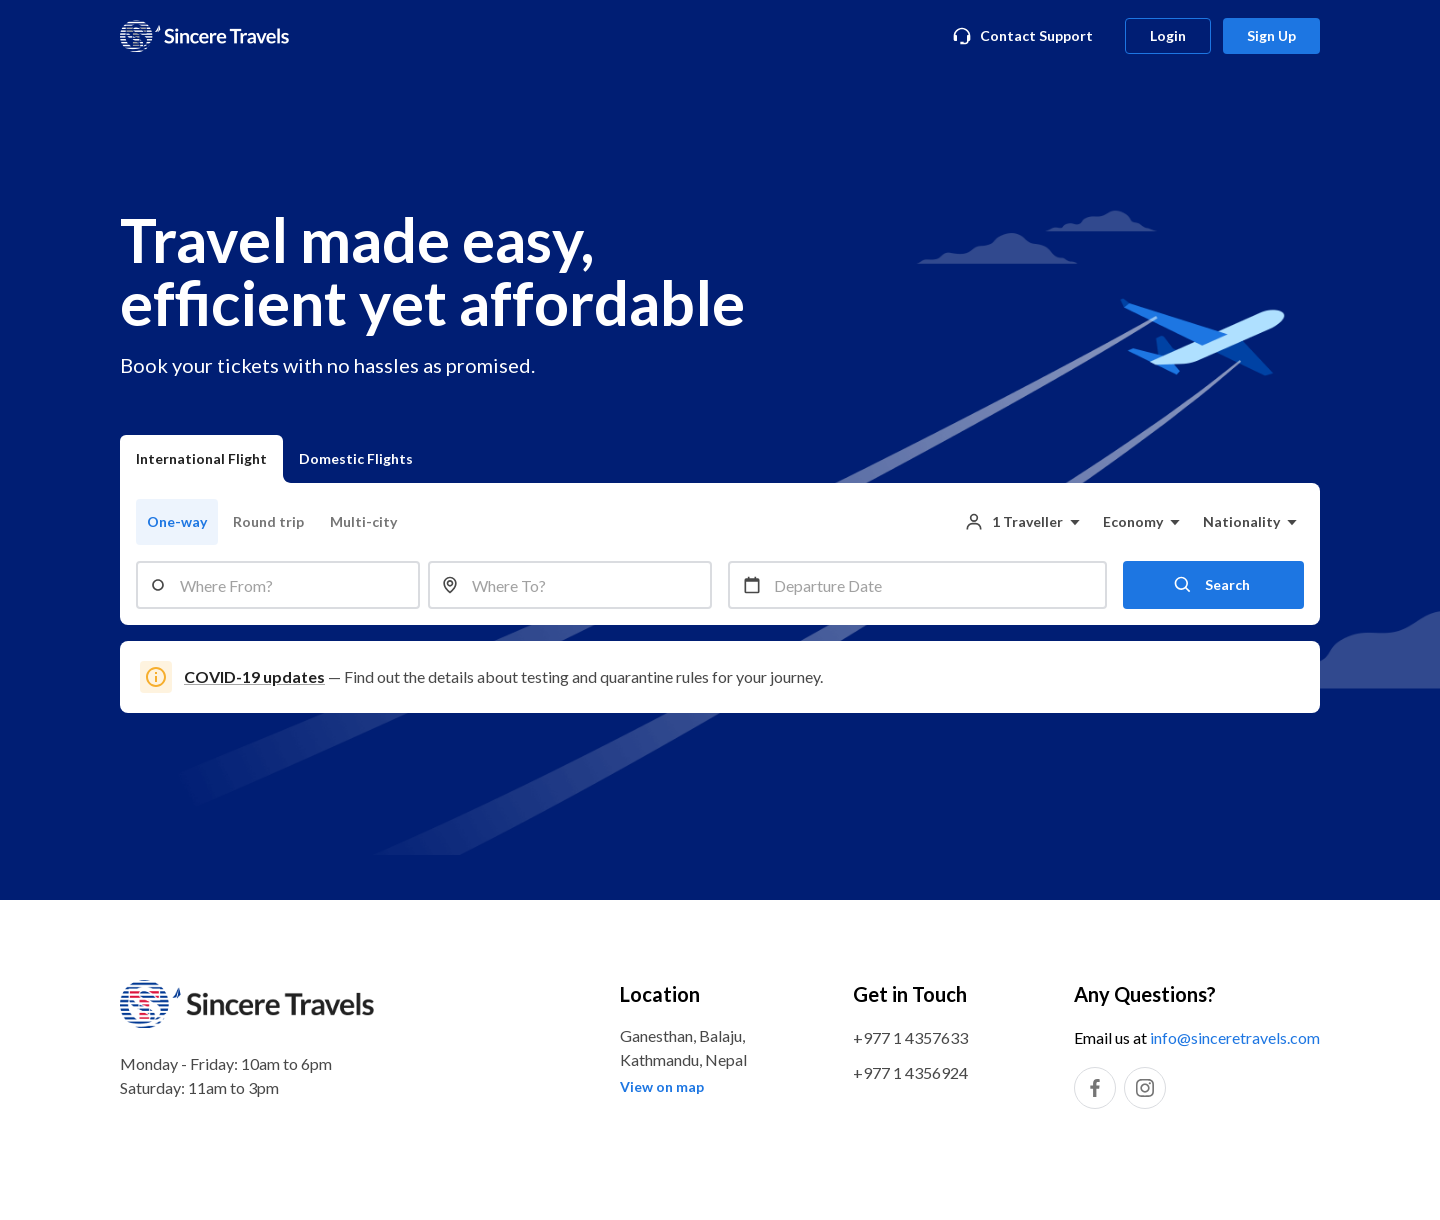 Sincere Travels
Contact Support
Login
Sign Up
Travel made easy,
efficient yet affordable
Book your tickets with no hassles as promised.
International Flight
Domestic Flights
One-way
Round trip
Multi-city
1 Traveller
Economy
Nationality
Where From?
Where To?
Departure Date
Search
COVID-19 updates — Find out the details about testing and quarantine rules for your journey.
Sincere Travels
Monday - Friday: 10am to 6pm
Saturday: 11am to 3pm
Location
Ganesthan, Balaju,
Kathmandu, Nepal
View on map
Get in Touch
+977 1 4357633
+977 1 4356924
Any Questions?
Email us at info@sinceretravels.com